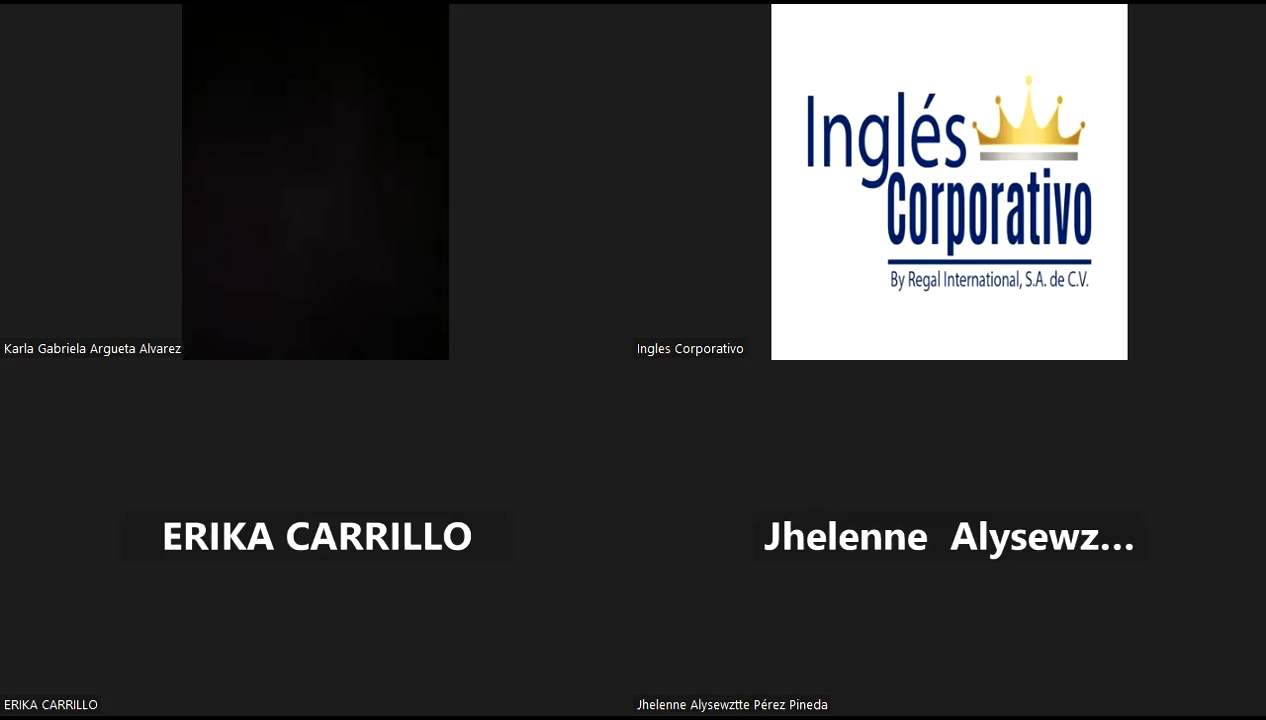 Inglés
Corporativo
By Regal International, S.A. de C.V.
Karla Gabriela Argueta Alvarez
Ingles Corporativo
ERIKA CARRILLO
Jhelenne Alysewz...
ERIKA CARRILLO
Jhelenne Alysewztte Pérez Pineda